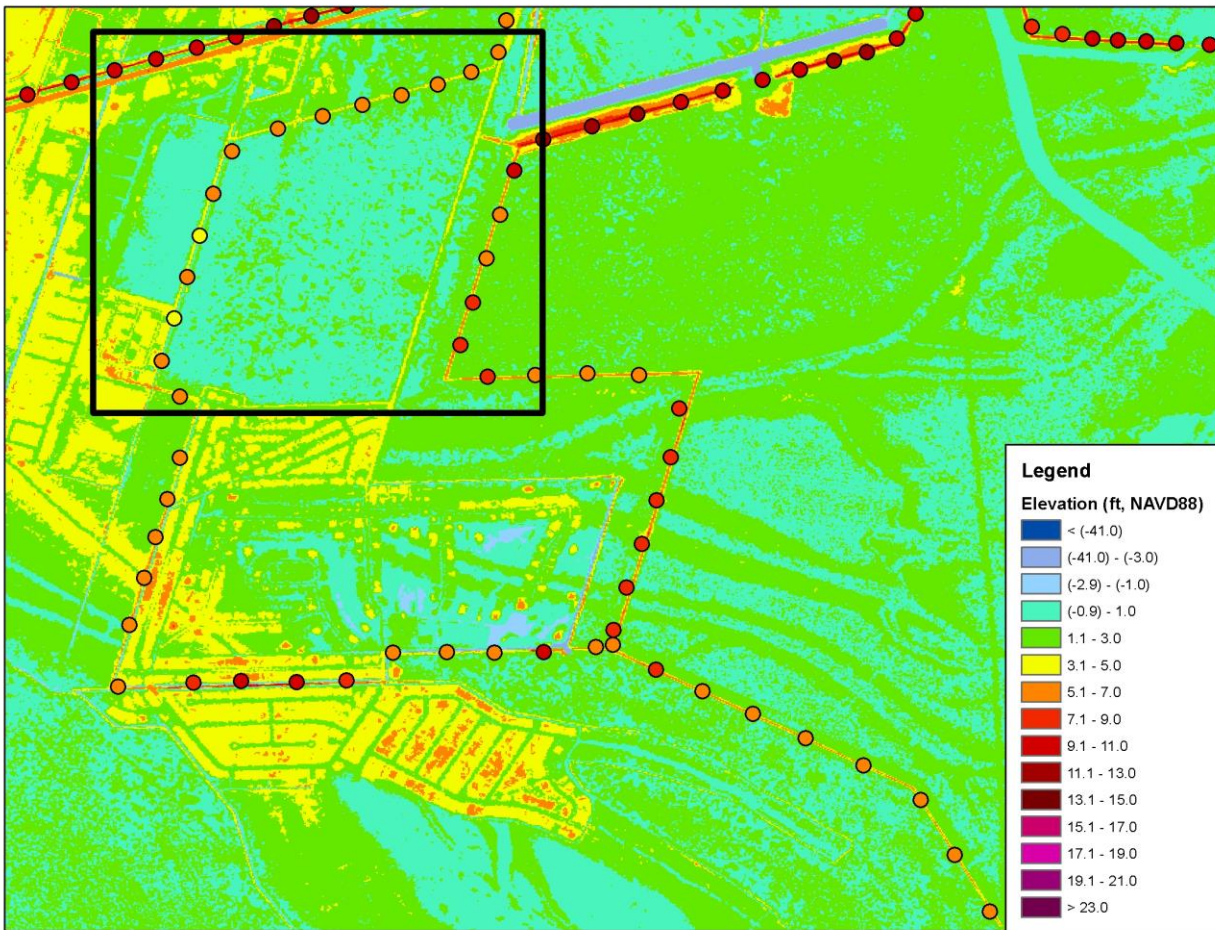 Legend
Elevation (ft, NAVD88)
< (-41.0)
(-41.0) - (-3.0)
(-2.9) - (-1.0)
(-0.9) - 1.0
1.1 - 3.0
3.1 - 5.0
5.1 - 7.0
7.1 - 9.0
9.1 - 11.0
11.1 - 13.0
13.1 - 15.0
15.1 - 17.0
17.1 - 19.0
19.1 - 21.0
> 23.0